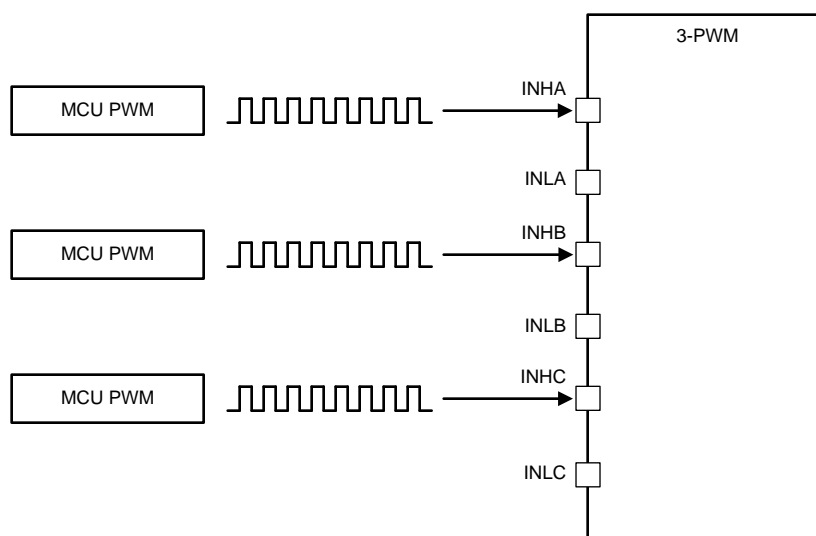 3-PWM
INHA
MCU PWM
INLA
INHB
MCU PWM
INLB
INHC
MCU PWM
INLC